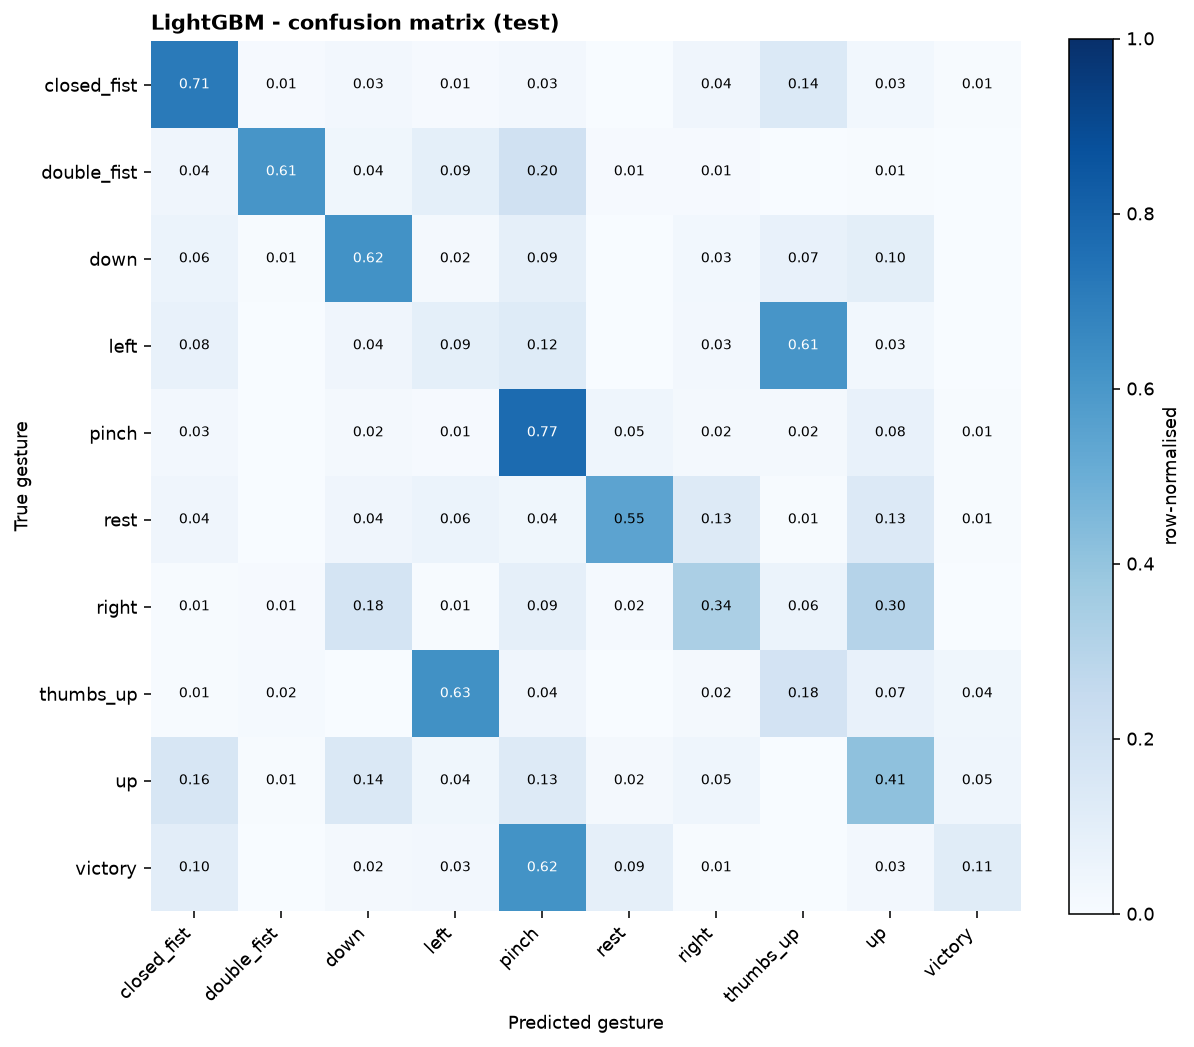 LightGBM - confusion matrix (test)
closed_fist 0.71 0.01 0.03 0.01 0.03 0.04 0.14 0.03 0.01
double_fist 0.04 0.61 0.04 0.09 0.20 0.01 0.01 0.01
down 0.06 0.01 0.62 0.02 0.09 0.03 0.07 0.10
left 0.08 0.04 0.09 0.12 0.03 0.61 0.03
pinch 0.03 0.02 0.01 0.77 0.05 0.02 0.02 0.08 0.01
rest 0.04 0.04 0.06 0.04 0.55 0.13 0.01 0.13 0.01
right 0.01 0.01 0.18 0.01 0.09 0.02 0.34 0.06 0.30
thumbs_up 0.01 0.02 0.63 0.04 0.02 0.18 0.07 0.04
up 0.16 0.01 0.14 0.04 0.13 0.02 0.05 0.41 0.05
victory 0.10 0.02 0.03 0.62 0.09 0.01 0.03 0.11
closed_fist double_fist down left pinch rest right thumbs_up up victory
Predicted gesture
True gesture
1.0
0.8
0.6
0.4
0.2
0.0
row-normalised